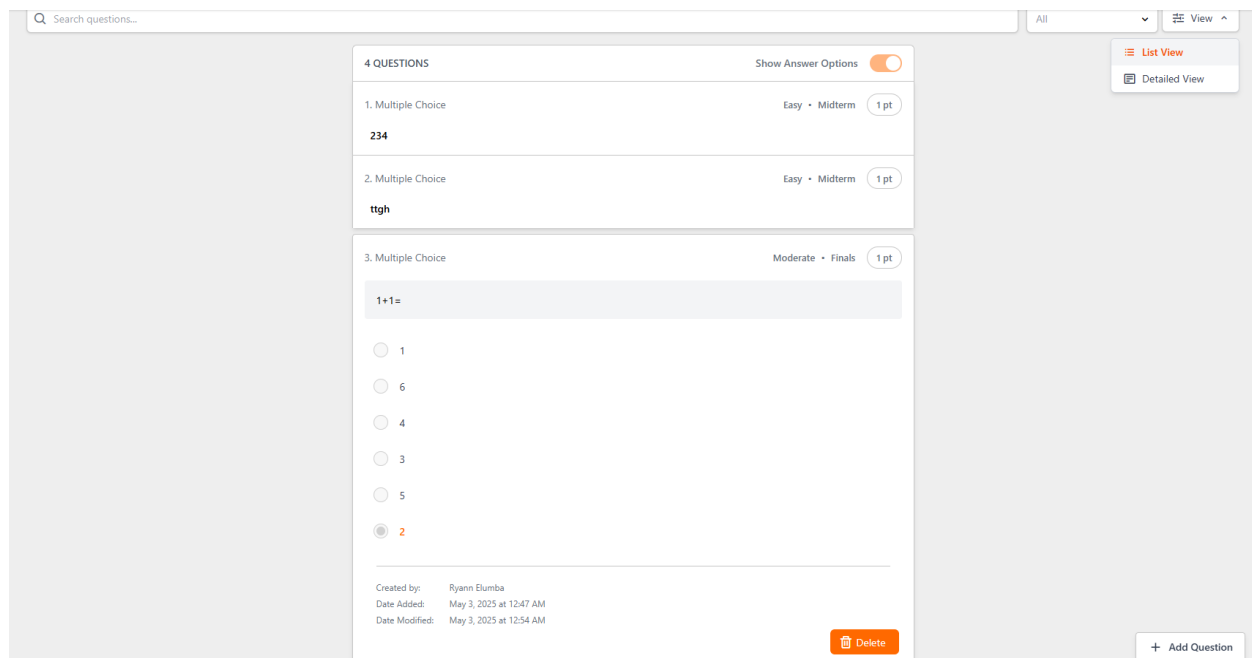 Search questions...
All
View
List View
Detailed View
4 QUESTIONS
Show Answer Options
1. Multiple Choice
Easy • Midterm
1 pt
234
2. Multiple Choice
Easy • Midterm
1 pt
ttgh
3. Multiple Choice
Moderate • Finals
1 pt
1+1=
1
6
4
3
5
2
Created by: Ryann Elumba
Date Added: May 3, 2025 at 12:47 AM
Date Modified: May 3, 2025 at 12:54 AM
Delete
+ Add Question